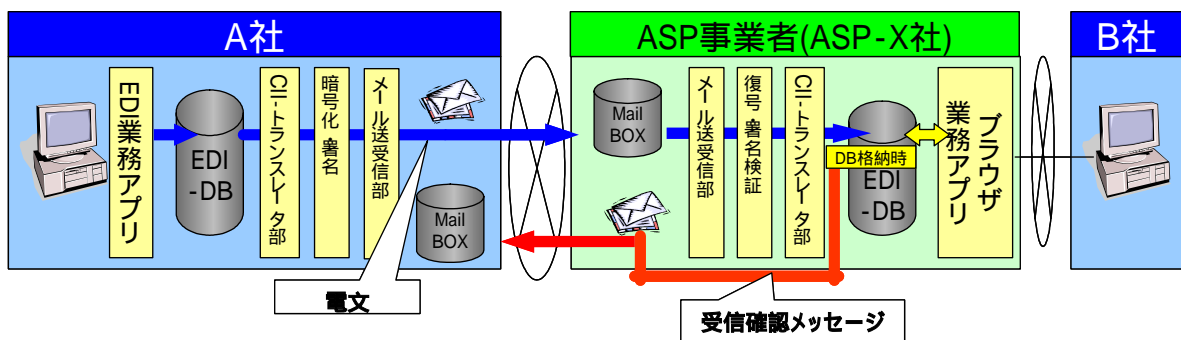 A社
EDI業務アプリ
EDI
-DB
CII-トランスレータ部
暗号化・署名
メール送受信部
Mail
BOX
電文
ASP事業者(ASP-X社)
Mail
BOX
メール送受信部
復号・署名検証
CII-トランスレータ部
DB格納時
EDI
-DB
ブラウザ
業務アプリ
受信確認メッセージ
B社